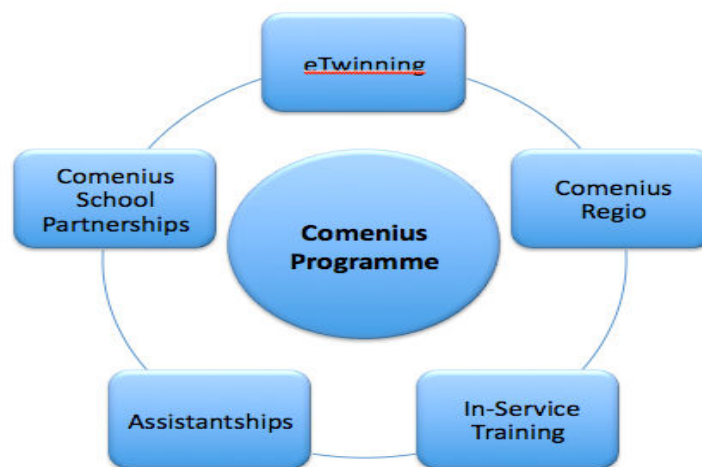 eTwinning
Comenius
School
Partnerships
Comenius
Regio
Comenius
Programme
Assistantships
In-Service
Training